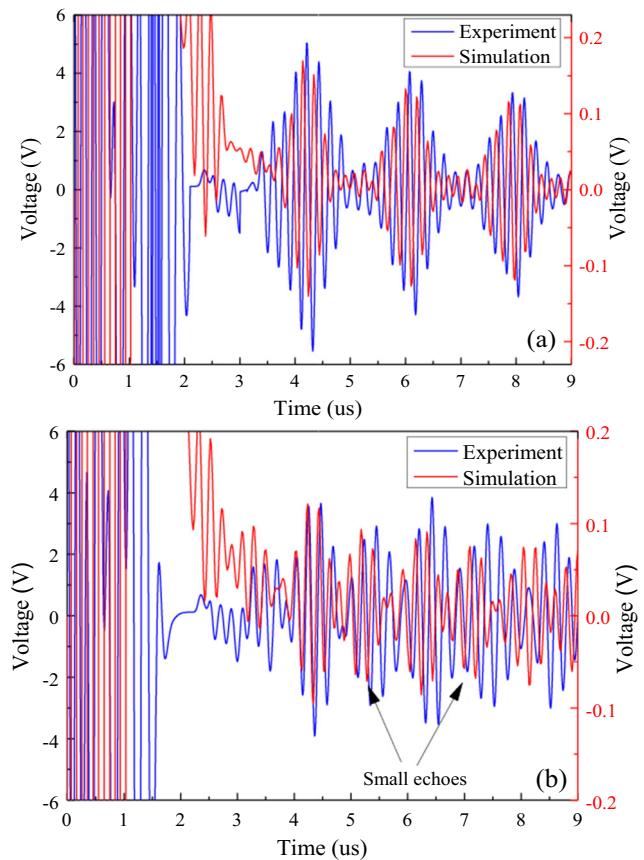 6
4
2
0
-2
-4
-6
Voltage (V)
Experiment
Simulation
0.2
0.1
0.0
-0.1
-0.2
Voltage (V)
(a)
0 1 2 3 4 5 6 7 8 9
Time (us)
6
4
2
0
-2
-4
-6
Voltage (V)
Experiment
Simulation
0.2
0.1
0.0
-0.1
-0.2
Voltage (V)
Small echoes
(b)
0 1 2 3 4 5 6 7 8 9
Time (us)